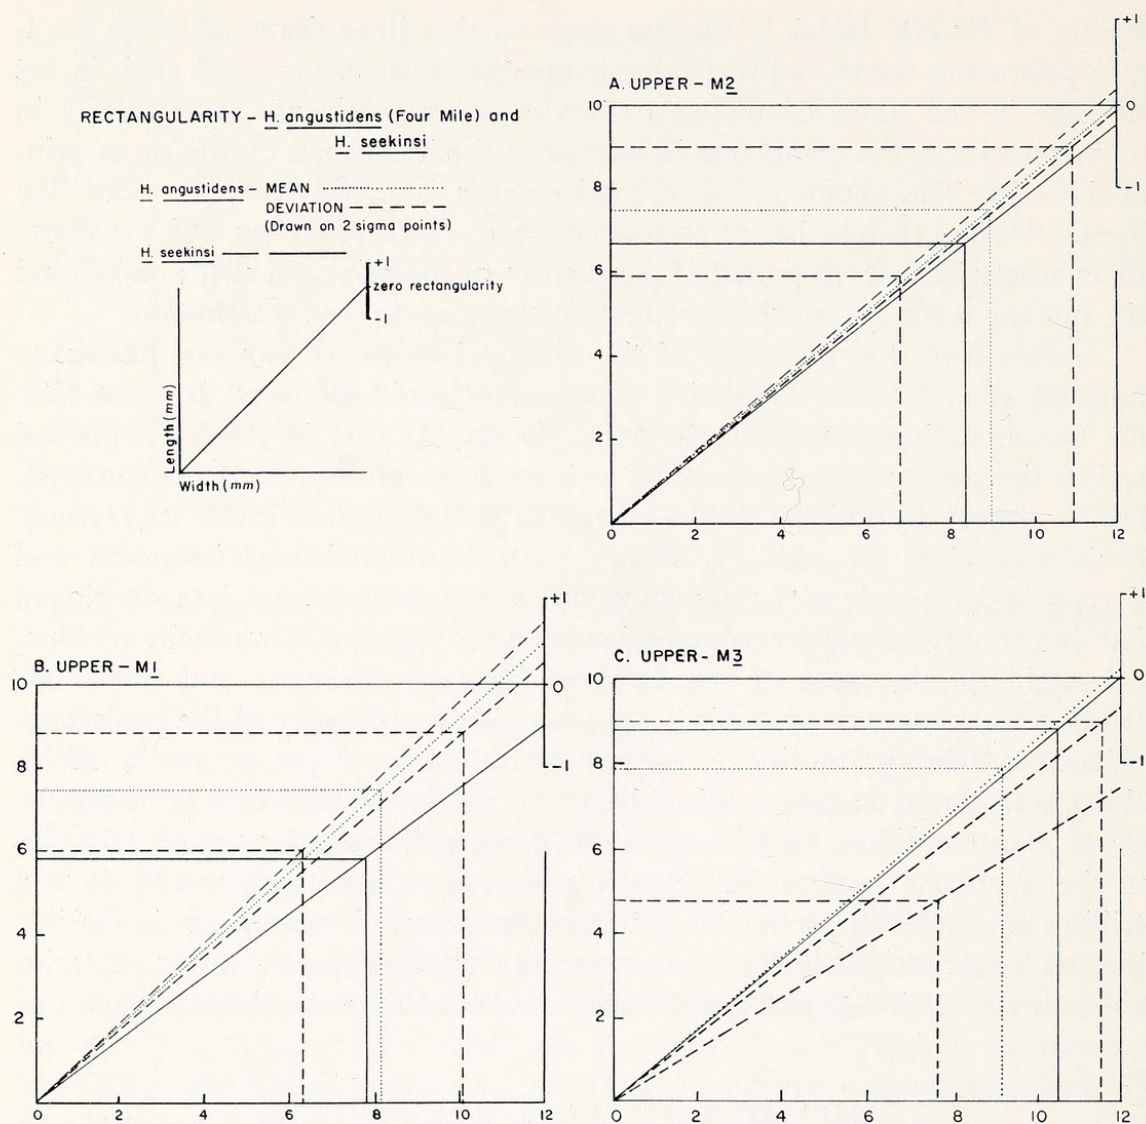 RECTANGULARITY – H. angustidens (Four Mile) and
H. seekinsi
H. angustidens – MEAN
DEVIATION
(Drawn on 2 sigma points)
H. seekinsi
+1
zero rectangularity
-1
Length (mm)
Width (mm)
A. UPPER – M2
+1
0
-1
10
8
6
4
2
0 2 4 6 8 10 12
B. UPPER – M1
+1
0
-1
10
8
6
4
2
0 2 4 6 8 10 12
C. UPPER - M3
+1
0
-1
10
8
6
4
2
0 2 4 6 8 10 12